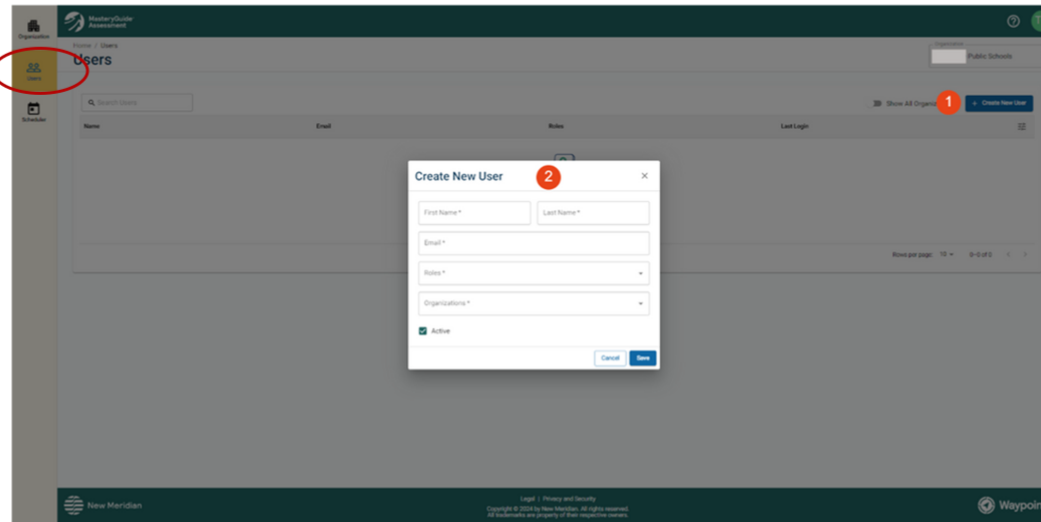 Organization
MasteryGuide
Assessment
Home / Users
Users
Organization
Public Schools
Users
Scheduler
Search Users
Show All Organiz
1
+ Create New User
Name
Email
Roles
Last Login
Create New User
2
×
First Name *
Last Name *
Email *
Roles *
Organizations *
Active
Cancel
Save
Rows per page: 10
0–0 of 0
New Meridian
Legal | Privacy and Security
Copyright © 2024 by New Meridian. All rights reserved.
All trademarks are property of their respective owners.
Waypoin